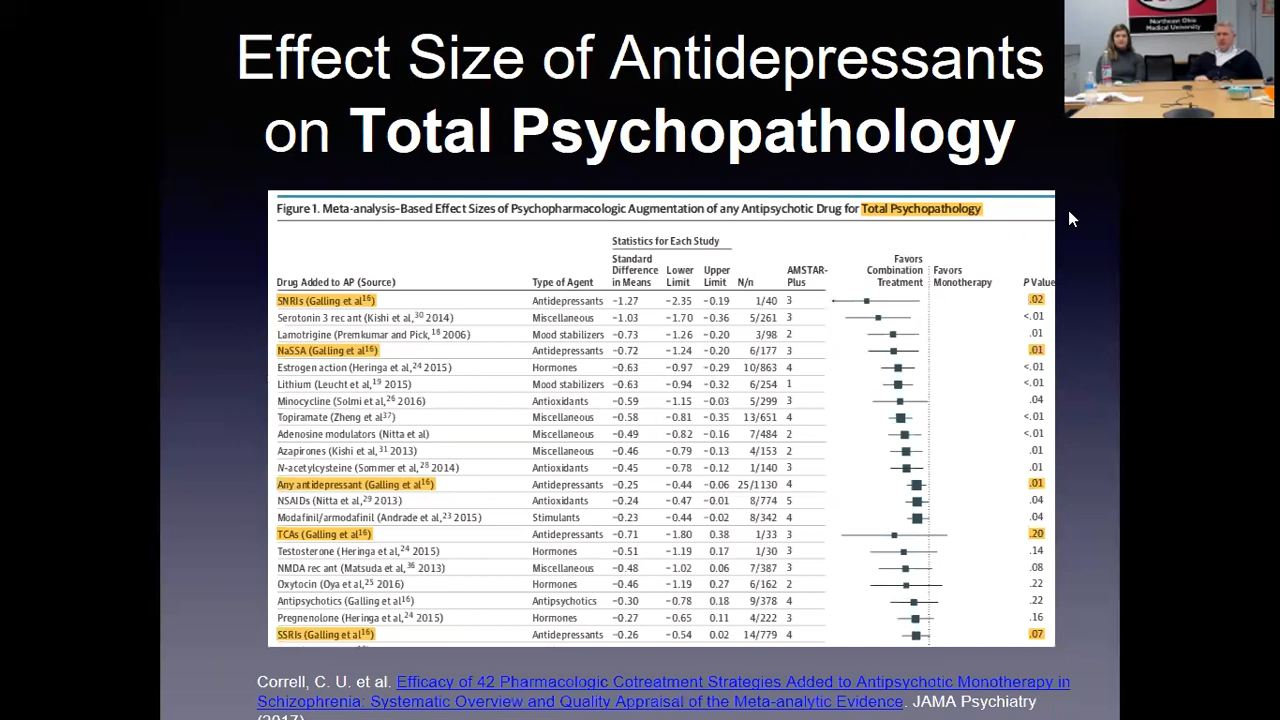 Effect Size of Antidepressants
on Total Psychopathology
Northeast Ohio
Medical University
Figure 1. Meta-analysis–Based Effect Sizes of Psychopharmacologic Augmentation of any Antipsychotic Drug for Total Psychopathology
Statistics for Each Study
Drug Added to AP (Source) Type of Agent Standard Difference in Means Lower Limit Upper Limit N/n AMSTAR-Plus Favors Combination Treatment Favors Monotherapy P Value
SNRIs (Galling et al16) Antidepressants −1.27 −2.35 −0.19 1/40 3 .02
Serotonin 3 rec ant (Kishi et al,30 2014) Miscellaneous −1.03 −1.70 −0.36 5/261 3 <.01
Lamotrigine (Premkumar and Pick,18 2006) Mood stabilizers −0.73 −1.26 −0.20 3/98 2 .01
NaSSA (Galling et al16) Antidepressants −0.72 −1.24 −0.20 6/177 3 .01
Estrogen action (Heringa et al,24 2015) Hormones −0.63 −0.97 −0.29 10/863 4 <.01
Lithium (Leucht et al,19 2015) Mood stabilizers −0.63 −0.94 −0.32 6/254 1 <.01
Minocycline (Solmi et al,26 2016) Antioxidants −0.59 −1.15 −0.03 5/299 3 .04
Topiramate (Zheng et al37) Miscellaneous −0.58 −0.81 −0.35 13/651 4 <.01
Adenosine modulators (Nitta et al) Miscellaneous −0.49 −0.82 −0.16 7/484 2 <.01
Azapirones (Kishi et al,31 2013) Miscellaneous −0.46 −0.79 −0.13 4/153 2 .01
N-acetylcysteine (Sommer et al,28 2014) Antioxidants −0.45 −0.78 −0.12 1/140 3 .01
Any antidepressant (Galling et al16) Antidepressants −0.25 −0.44 −0.06 25/1130 4 .01
NSAIDs (Nitta et al,29 2013) Antioxidants −0.24 −0.47 −0.01 8/774 5 .04
Modafinil/armodafinil (Andrade et al,23 2015) Stimulants −0.23 −0.44 −0.02 8/342 4 .04
TCAs (Galling et al16) Antidepressants −0.71 −1.80 0.38 1/33 3 .20
Testosterone (Heringa et al,24 2015) Hormones −0.51 −1.19 0.17 1/30 3 .14
NMDA rec ant (Matsuda et al,36 2013) Miscellaneous −0.48 −1.02 0.06 7/387 3 .08
Oxytocin (Oya et al,25 2016) Hormones −0.46 −1.19 0.27 6/162 2 .22
Antipsychotics (Galling et al16) Antipsychotics −0.30 −0.78 0.18 9/378 4 .22
Pregnenolone (Heringa et al,24 2015) Hormones −0.27 −0.65 0.11 4/222 3 .16
SSRIs (Galling et al16) Antidepressants −0.26 −0.54 0.02 14/779 4 .07
Correll, C. U. et al. Efficacy of 42 Pharmacologic Cotreatment Strategies Added to Antipsychotic Monotherapy in
Schizophrenia: Systematic Overview and Quality Appraisal of the Meta-analytic Evidence. JAMA Psychiatry
(2017)